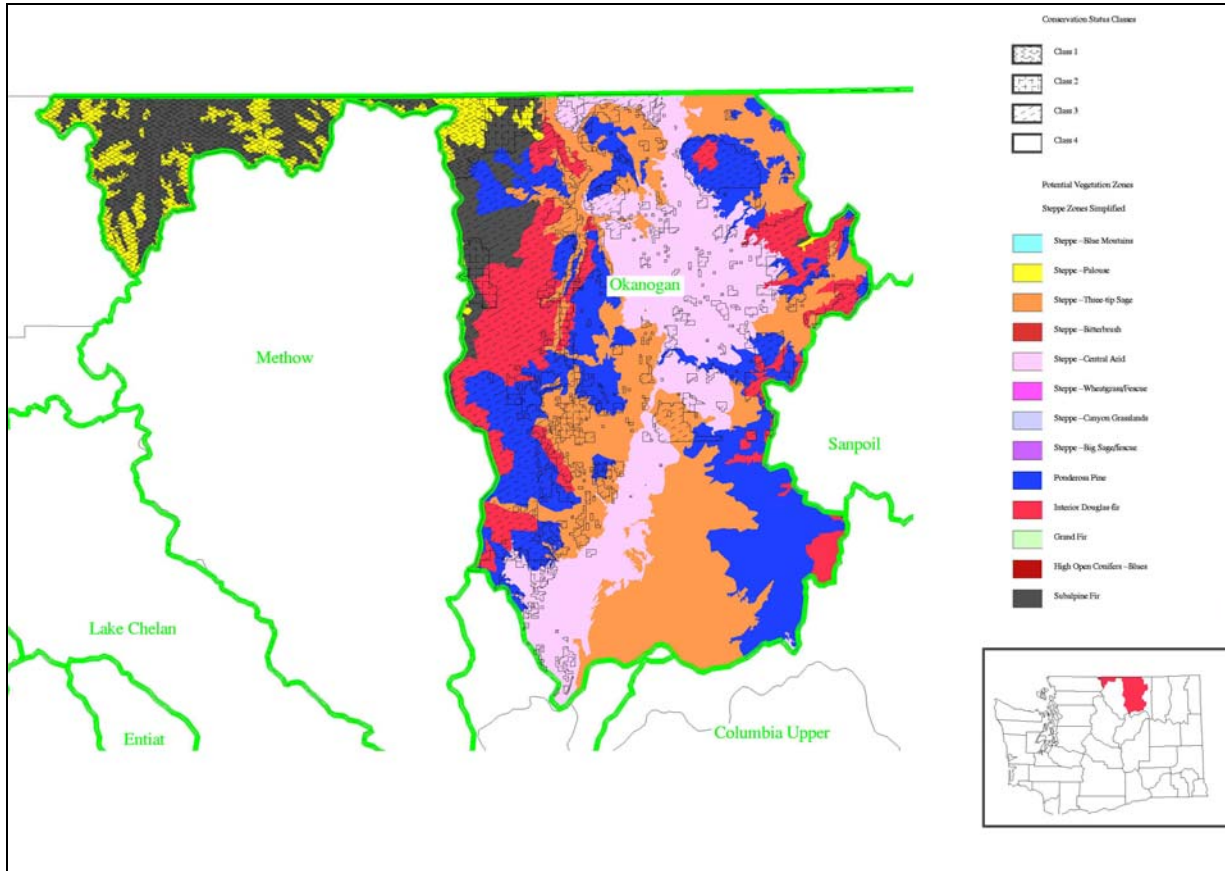 Conservation Status Classes
Class 1
Class 2
Class 3
Class 4
Potential Vegetation Zones
Steppe Zones Simplified
Steppe – Blue Mountains
Steppe – Palouse
Steppe – Three-tip Sage
Steppe – Bitterbrush
Steppe – Central Arid
Steppe – Wheatgrass/Fescue
Steppe – Canyon Grasslands
Steppe – Big Sage/fescue
Ponderosa Pine
Interior Douglas-fir
Grand Fir
High Open Conifers – Blues
Subalpine Fir
Okanogan
Methow
Sanpoil
Lake Chelan
Entiat
Columbia Upper